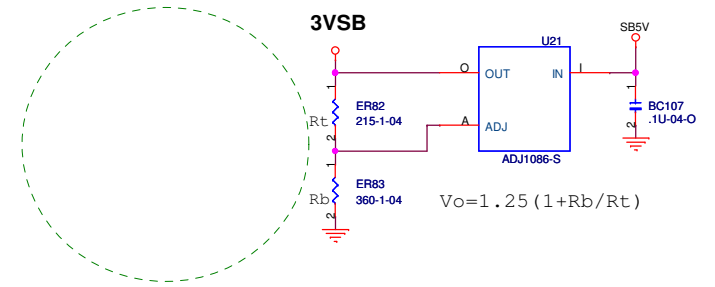 3VSB
SB5V
U21
O OUT IN I
1
ER82
215-1-04
Rt
2
A ADJ
1
BC107
.1U-04-O
2
ADJ1086-S
1
ER83
360-1-04
Rb
2
Vo=1.25(1+Rb/Rt)